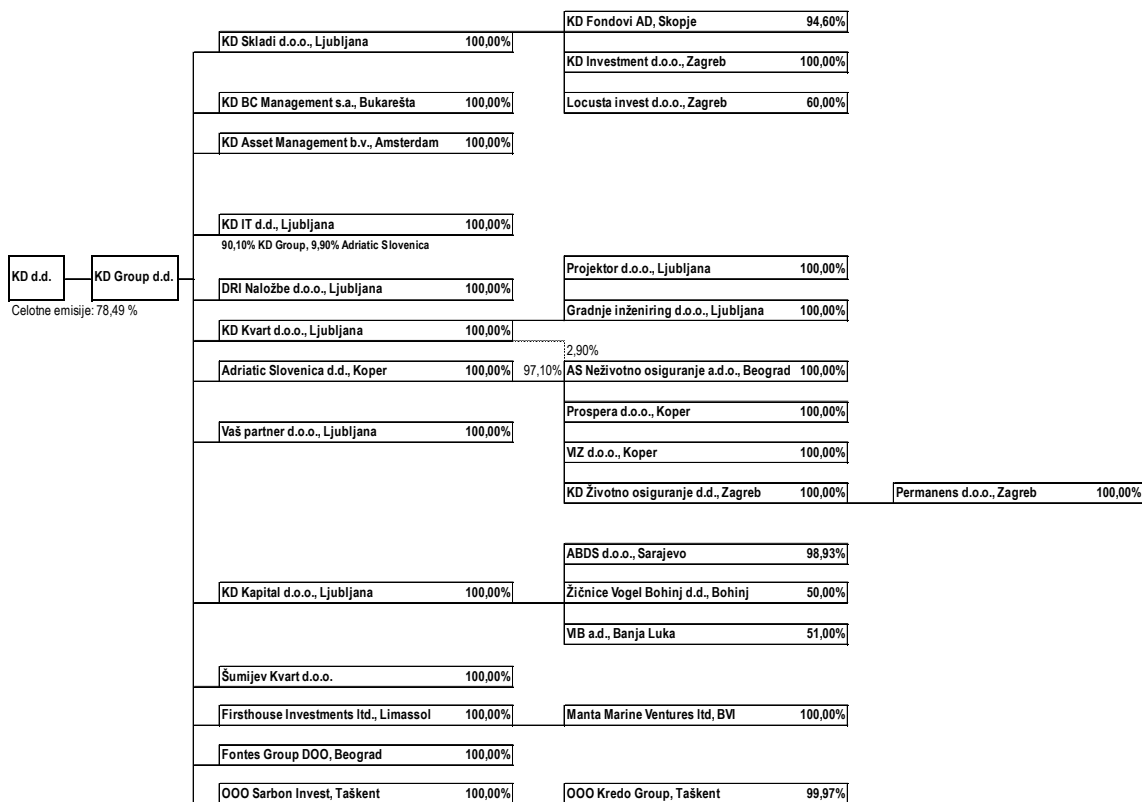 KD Fondovi AD, Skopje 94,60%
KD Skladi d.o.o., Ljubljana 100,00%
KD Investment d.o.o., Zagreb 100,00%
KD BC Management s.a., Bukarešta 100,00%
Locusta invest d.o.o., Zagreb 60,00%
KD Asset Management b.v., Amsterdam 100,00%
KD IT d.d., Ljubljana 100,00%
90,10% KD Group, 9,90% Adriatic Slovenica
KD d.d.
KD Group d.d.
Celotne emisije: 78,49 %
Projektor d.o.o., Ljubljana 100,00%
DRI Naložbe d.o.o., Ljubljana 100,00%
Gradnje inženiring d.o.o., Ljubljana 100,00%
KD Kvart d.o.o., Ljubljana 100,00%
2,90%
Adriatic Slovenica d.d., Koper 100,00%
97,10%
AS Neživotno osiguranje a.d.o., Beograd 100,00%
Prospera d.o.o., Koper 100,00%
Vaš partner d.o.o., Ljubljana 100,00%
VIZ d.o.o., Koper 100,00%
KD Životno osiguranje d.d., Zagreb 100,00%
Permanens d.o.o., Zagreb 100,00%
ABDS d.o.o., Sarajevo 98,93%
KD Kapital d.o.o., Ljubljana 100,00%
Žičnice Vogel Bohinj d.d., Bohinj 50,00%
VIB a.d., Banja Luka 51,00%
Šumijev Kvart d.o.o. 100,00%
Firsthouse Investments ltd., Limassol 100,00%
Manta Marine Ventures ltd, BVI 100,00%
Fontes Group DOO, Beograd 100,00%
OOO Sarbon Invest, Taškent 100,00%
OOO Kredo Group, Taškent 99,97%